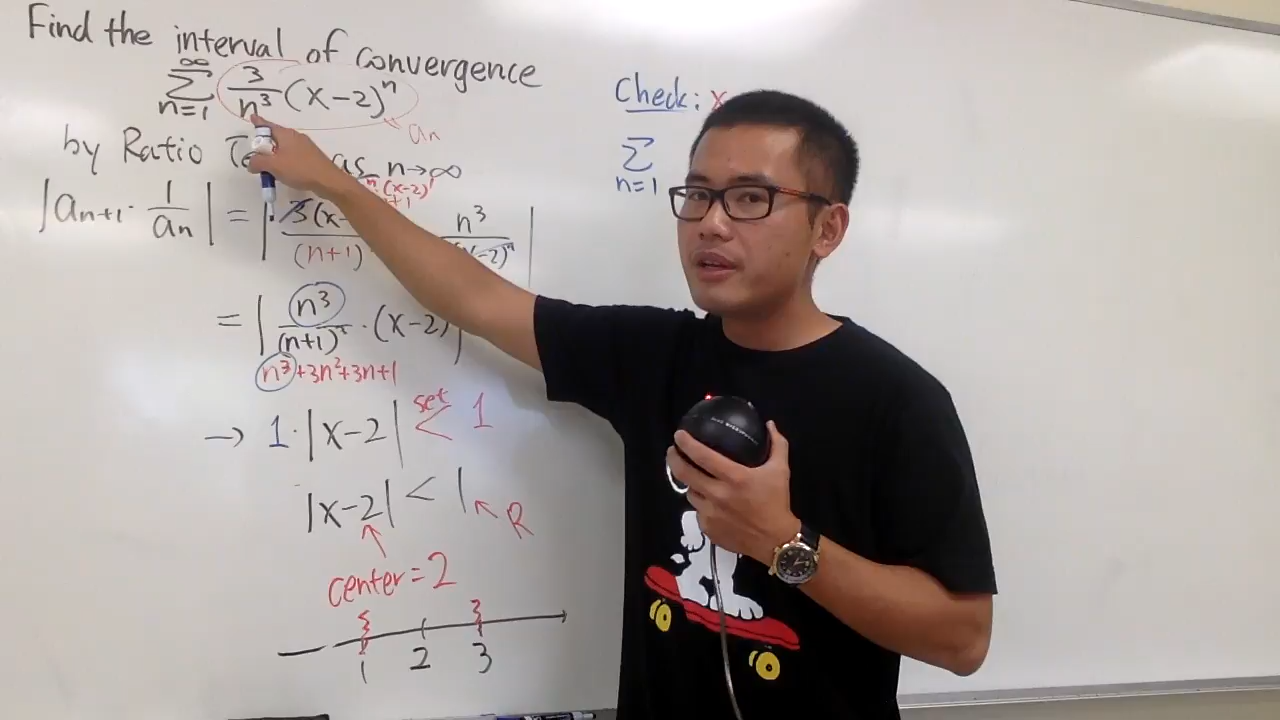 Find the interval of convergence
∞
Σ 3/n³ (x-2)ⁿ
n=1
aₙ
by Ratio as n→∞
|aₙ₊₁ · 1/aₙ| = | 3(x- n³
(n+1) (x-2)ⁿ |
= | n³/(n+1) · (x-2) |
n³+3n²+3n+1
→ 1·|x-2| set < 1
|x-2| < 1 ← R
center = 2
1 2 3
Check: x
Σ
n=1